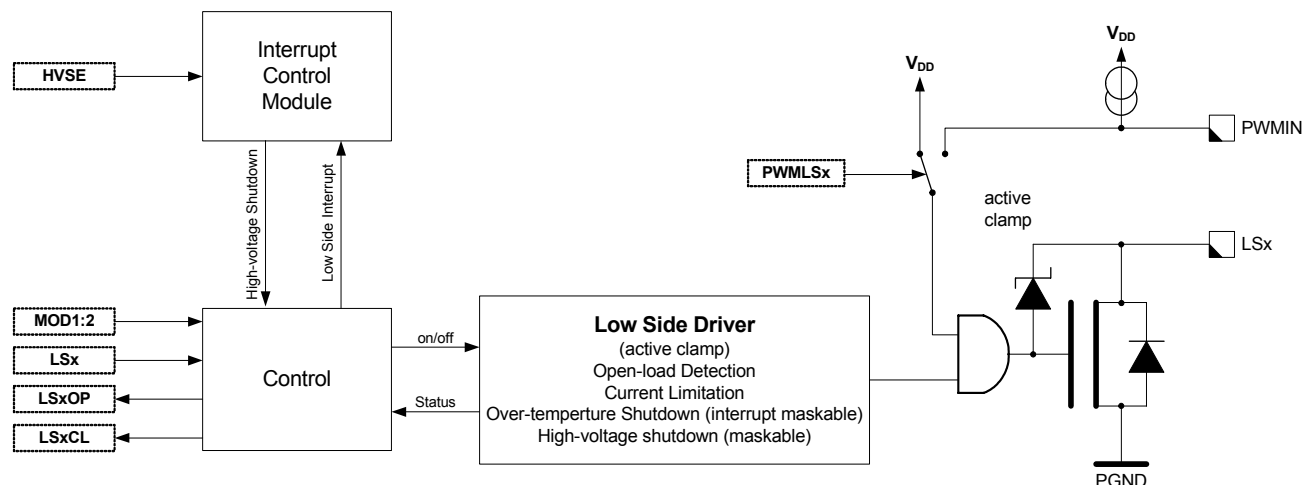 Interrupt
Control
Module
HVSE
High-voltage Shutdown
Low Side Interrupt
VDD
VDD
PWMIN
PWMLSx
active
clamp
LSx
MOD1:2
LSx
LSxOP
LSxCL
Control
on/off
Status
Low Side Driver
(active clamp)
Open-load Detection
Current Limitation
Over-temperture Shutdown (interrupt maskable)
High-voltage shutdown (maskable)
PGND